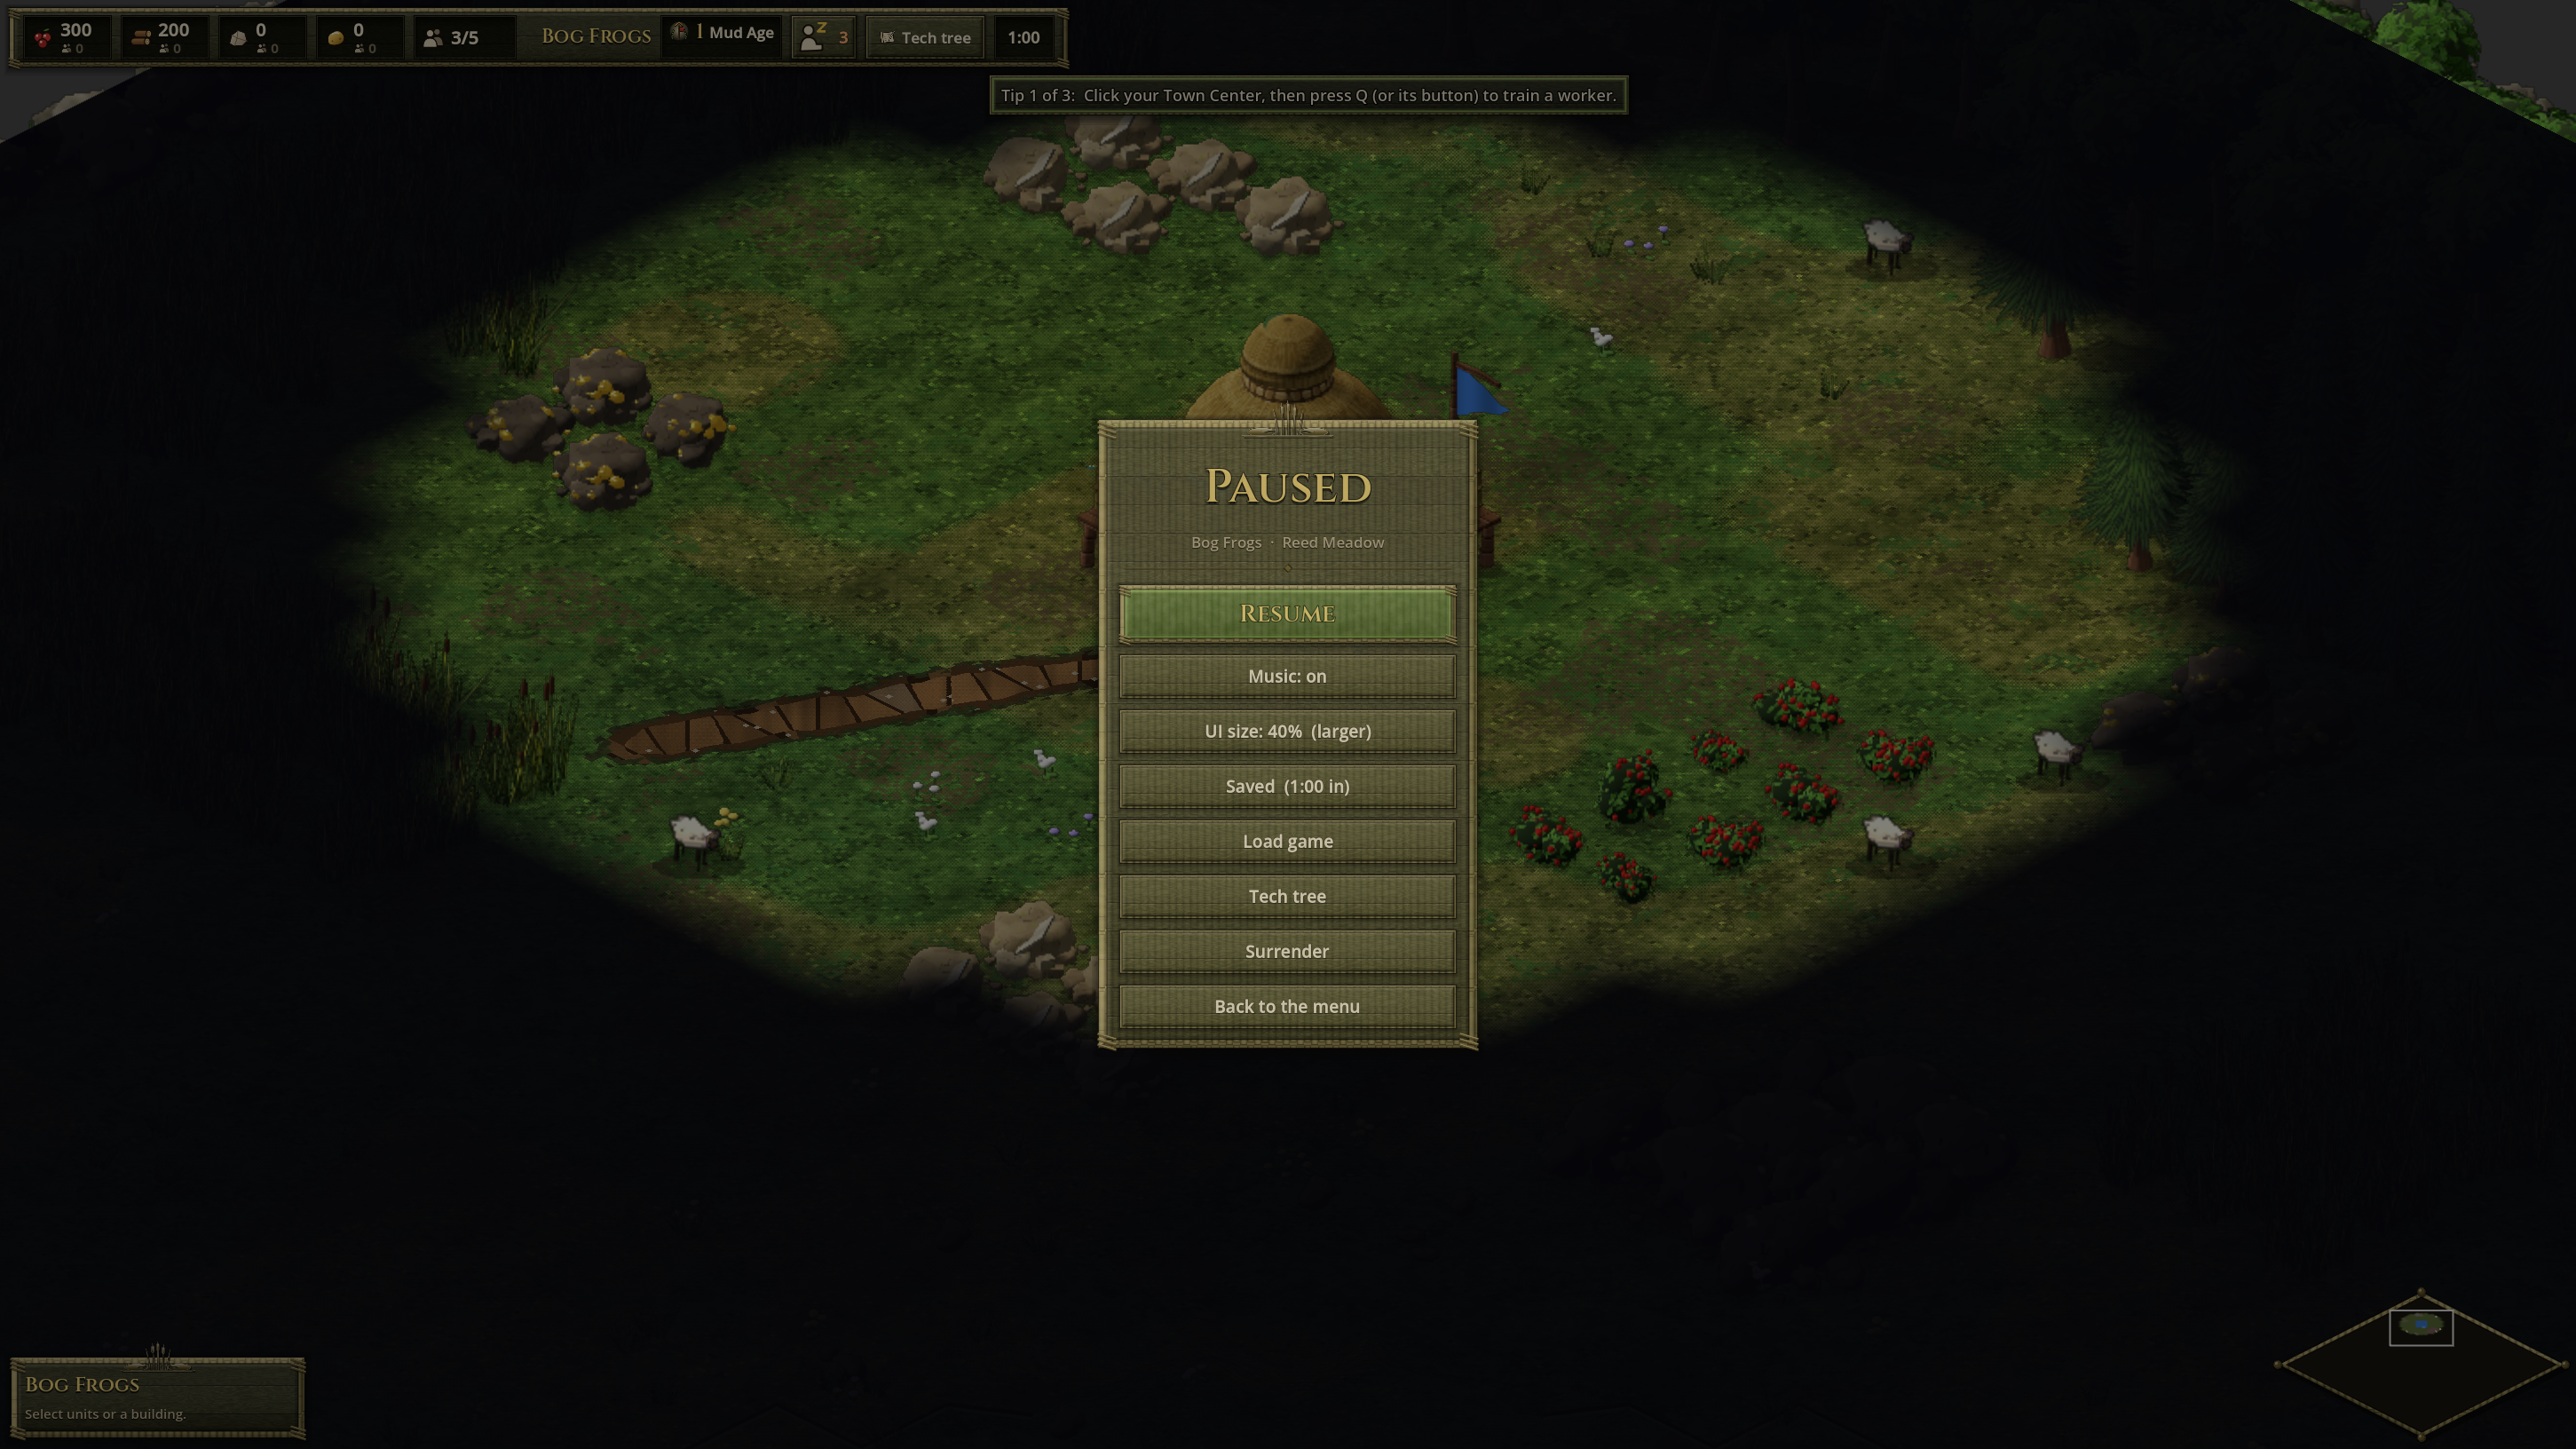 300 200 0 0 3/5 BOG FROGS 1 Mud Age 3 Tech tree 1:00
0 0 0 0
Tip 1 of 3: Click your Town Center, then press Q (or its button) to train a worker.
PAUSED
Bog Frogs · Reed Meadow
RESUME
Music: on
UI size: 40% (larger)
Saved (1:00 in)
Load game
Tech tree
Surrender
Back to the menu
BOG FROGS
Select units or a building.